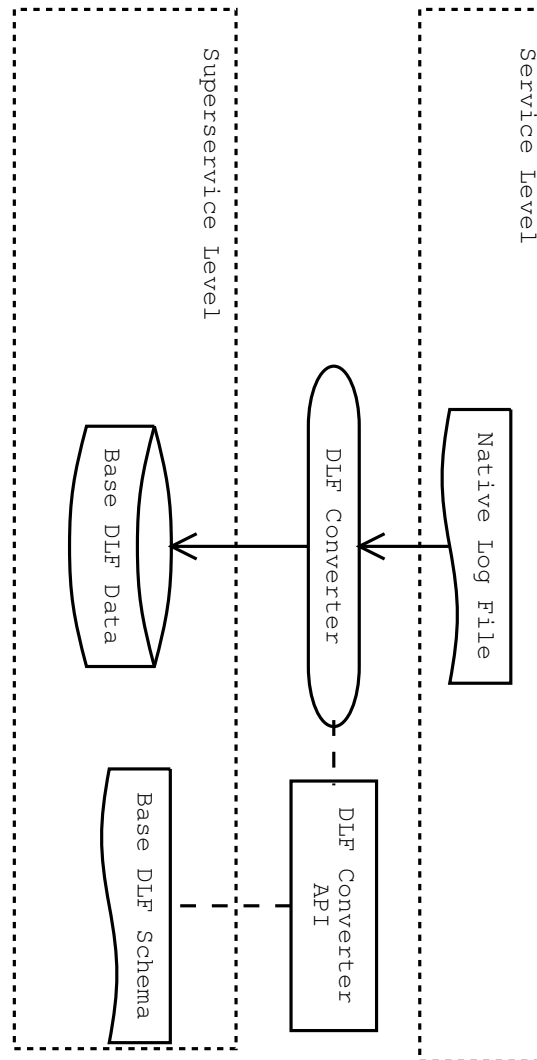 Service Level
Native Log File
DLF Converter
DLF Converter
API
Superservice Level
Base DLF Data
Base DLF Schema